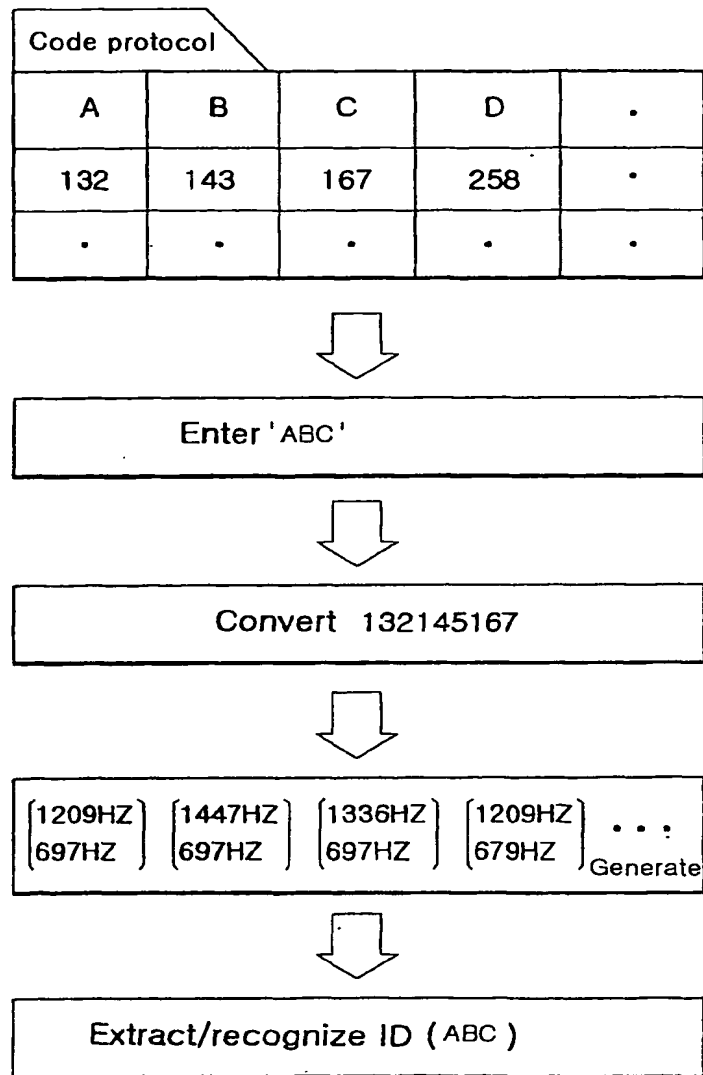 Code protocol
A B C D .
132 143 167 258 .
. . . . .
Enter 'ABC'
Convert 132145167
[1209HZ] [1447HZ] [1336HZ] [1209HZ] . . .
[697HZ] [697HZ] [697HZ] [679HZ] Generate
Extract/recognize ID (ABC)